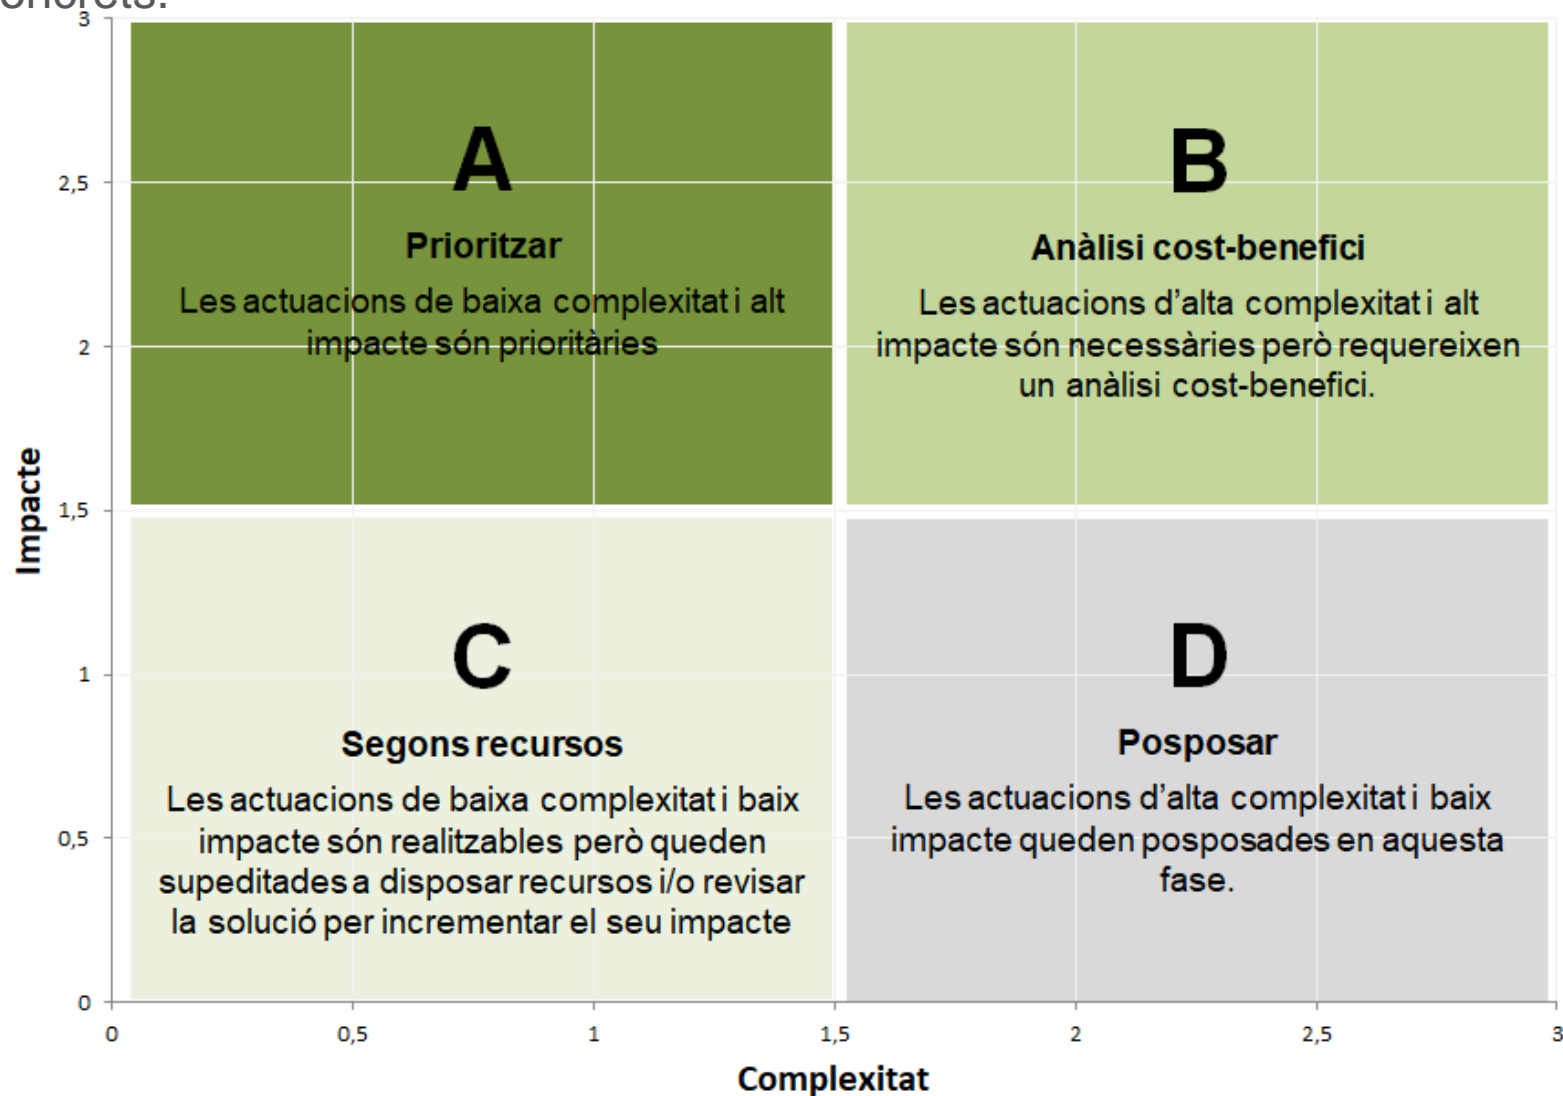 oncrets.
3
2,5
2
1,5
1
0,5
0
Impacte
A
Prioritzar
Les actuacions de baixa complexitat i alt
impacte són prioritàries
B
Anàlisi cost-benefici
Les actuacions d’alta complexitat i alt
impacte són necessàries però requereixen
un anàlisi cost-benefici.
C
Segons recursos
Les actuacions de baixa complexitat i baix
impacte són realitzables però queden
supeditades a disposar recursos i/o revisar
la solució per incrementar el seu impacte
D
Posposar
Les actuacions d’alta complexitat i baix
impacte queden posposades en aquesta
fase.
0
0,5
1
1,5
2
2,5
3
Complexitat